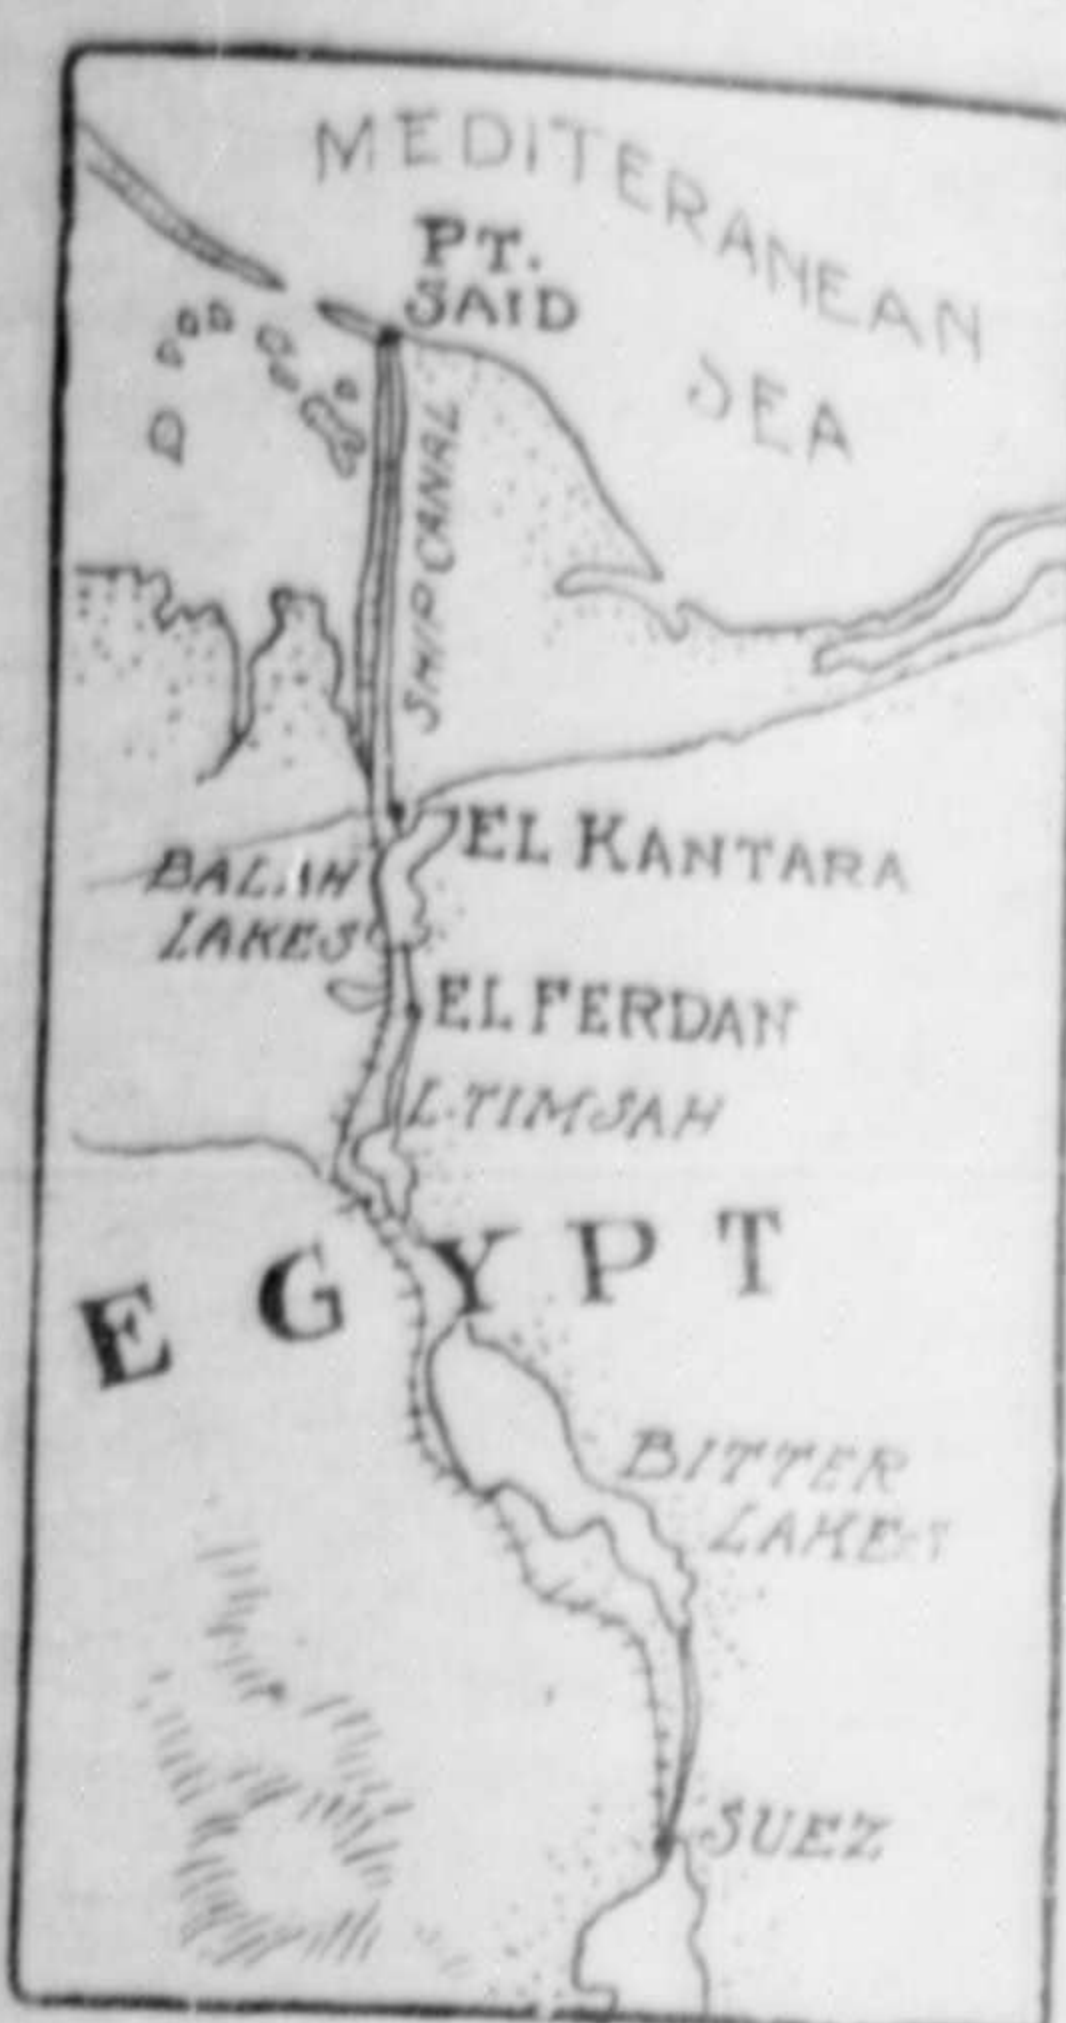 MEDITERANEAN
SEA
PT.
SAID
SHIP CANAL
EL KANTARA
BALAH
LAKES
EL FERDAN
L. TIMSAH
EGYPT
BITTER
LAKES
SUEZ